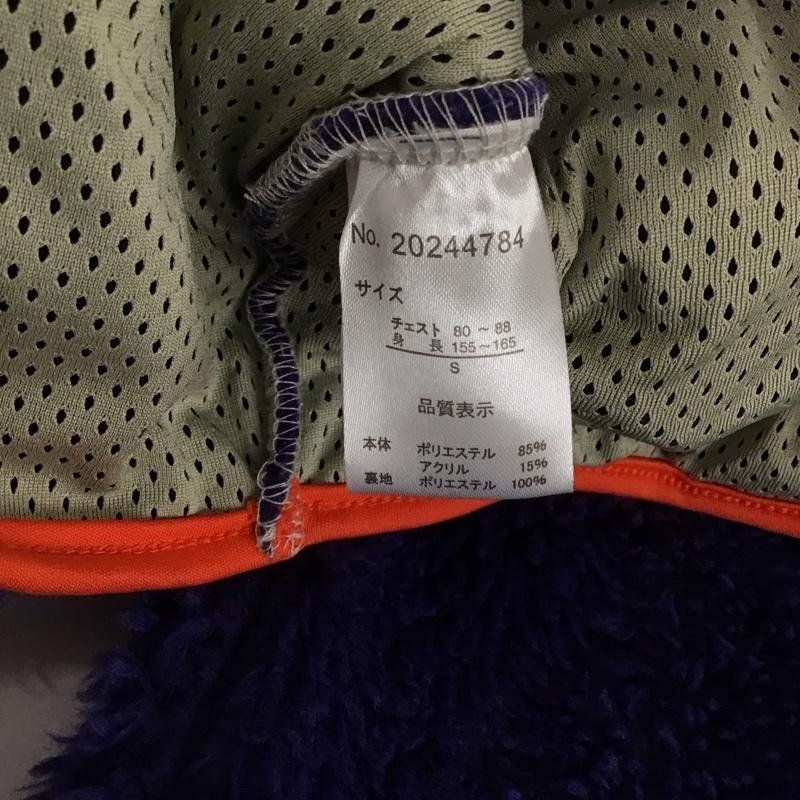 No. 20244784
サイズ
チェスト 80 ～ 88
身 長 155～165
S
品質表示
本体 ポリエステル 85%
アクリル 15%
裏地 ポリエステル 100%